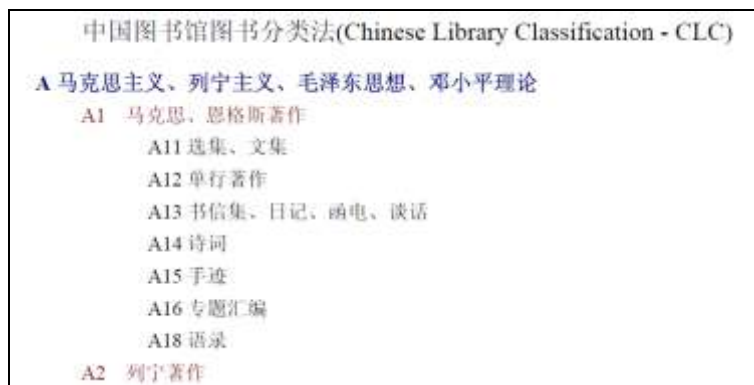 中国图书馆图书分类法(Chinese Library Classification - CLC)
A 马克思主义、列宁主义、毛泽东思想、邓小平理论
A1 马克思、恩格斯著作
A11 选集、文集
A12 单行著作
A13 书信集、日记、函电、谈话
A14 诗词
A15 手迹
A16 专题汇编
A18 语录
A2 列宁著作